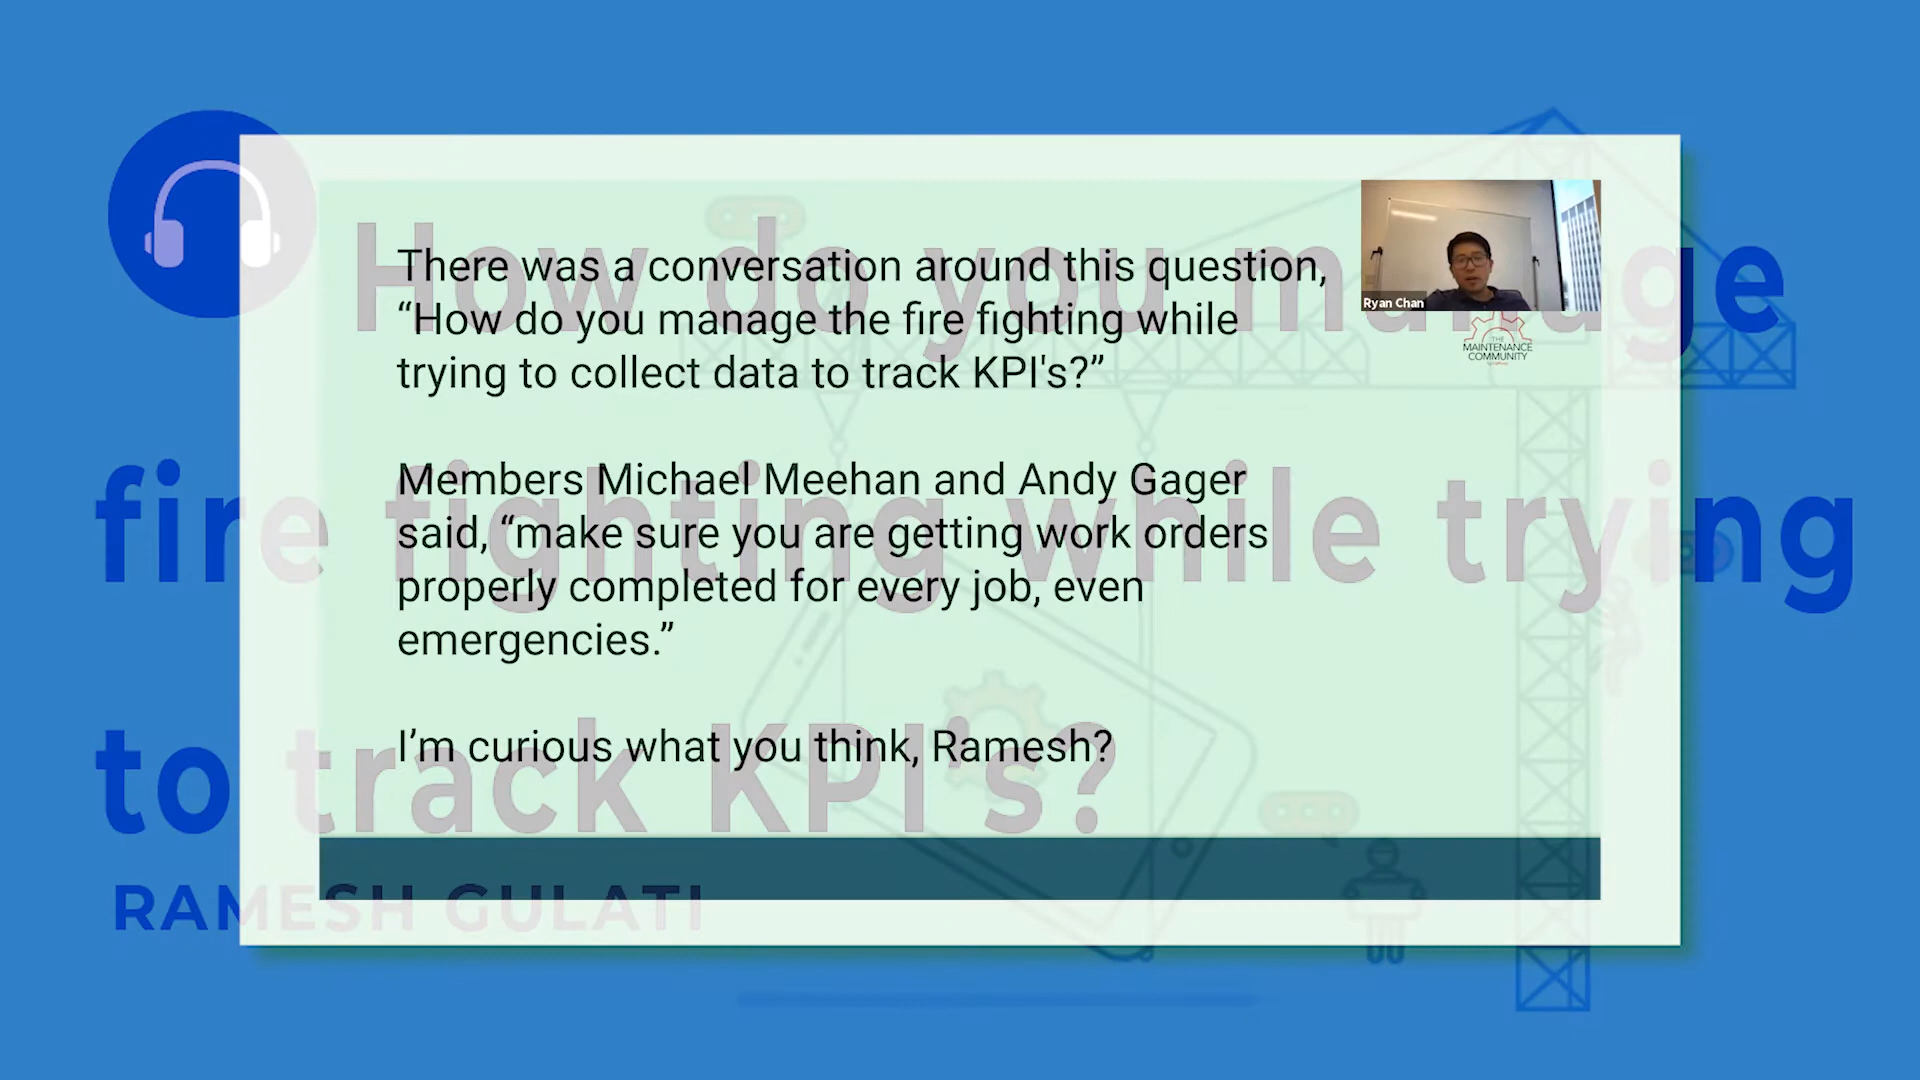 There was a conversation around this question,
“How do you manage the fire fighting while
trying to collect data to track KPI's?”
Members Michael Meehan and Andy Gager
said, “make sure you are getting work orders
properly completed for every job, even
emergencies.”
I’m curious what you think, Ramesh?
Ryan Chan
THE
MAINTENANCE
COMMUNITY
How do you manage
fire fighting while trying
to track KPI's?
RAMESH GULATI